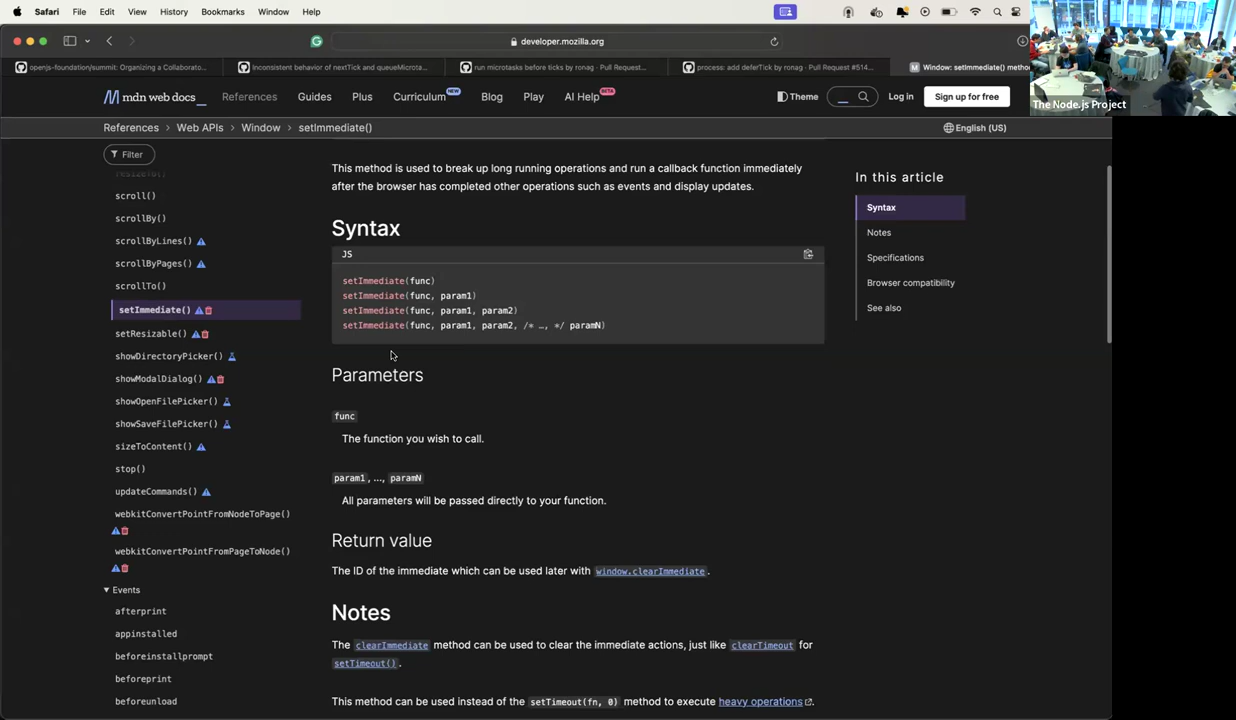 Safari File Edit View History Bookmarks Window Help
developer.mozilla.org
openjs-foundation/summit: Organizing a Collaborato...
Inconsistent behavior of nextTick and queueMicrota...
run microtasks before ticks by ronag · Pull Request...
process: add deferTick by ronag · Pull Request #514...
Window: setImmediate() metho
The Node.js Project
mdn web docs_
References
Guides
Plus
Curriculum NEW
Blog
Play
AI Help BETA
Theme
Log in
Sign up for free
References > Web APIs > Window > setImmediate()
English (US)
Filter
resizeTo()
scroll()
scrollBy()
scrollByLines()
scrollByPages()
scrollTo()
setImmediate()
setResizable()
showDirectoryPicker()
showModalDialog()
showOpenFilePicker()
showSaveFilePicker()
sizeToContent()
stop()
updateCommands()
webkitConvertPointFromNodeToPage()
webkitConvertPointFromPageToNode()
Events
afterprint
appinstalled
beforeinstallprompt
beforeprint
beforeunload
This method is used to break up long running operations and run a callback function immediately
after the browser has completed other operations such as events and display updates.
Syntax
JS
setImmediate(func)
setImmediate(func, param1)
setImmediate(func, param1, param2)
setImmediate(func, param1, param2, /* …, */ paramN)
Parameters
func
The function you wish to call.
param1, …, paramN
All parameters will be passed directly to your function.
Return value
The ID of the immediate which can be used later with window.clearImmediate.
Notes
The clearImmediate method can be used to clear the immediate actions, just like clearTimeout for
setTimeout().
This method can be used instead of the setTimeout(fn, 0) method to execute heavy operations.
In this article
Syntax
Notes
Specifications
Browser compatibility
See also